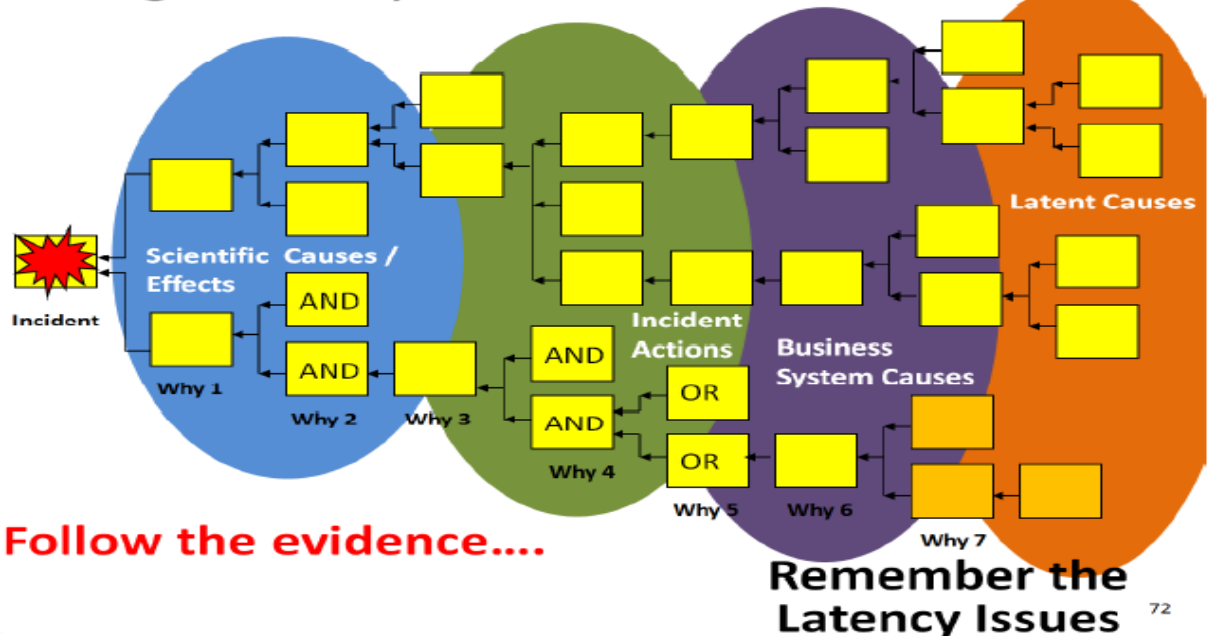 Latent Causes
Scientific Causes /
Effects
Incident
AND
Incident
Actions
AND
Business
System Causes
AND
Why 1
OR
Why 2
Why 3
AND
OR
Why 4
Why 5
Why 6
Why 7
Follow the evidence....
Remember the
Latency Issues
72